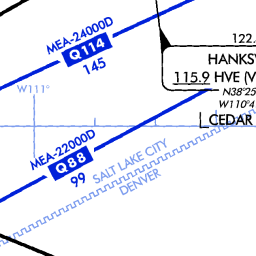 MEA-24000D
Q114
145
122.
HANKSV
115.9 HVE (V
N38°25
W110°4
CEDAR
W111°
MEA-22000D
Q88
99
SALT LAKE CITY
DENVER